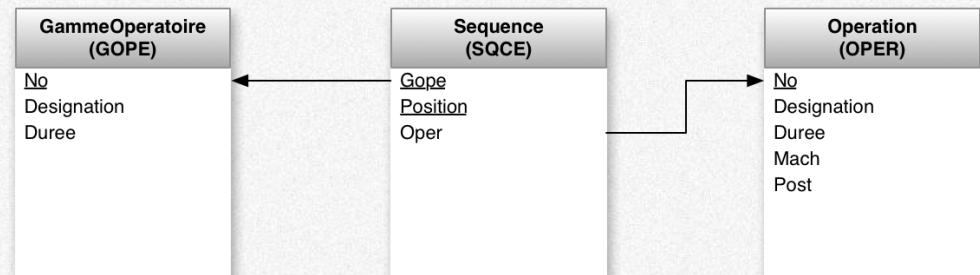 GammeOperatoire
(GOPE)
No
Designation
Duree
Sequence
(SQCE)
Gope
Position
Oper
Operation
(OPER)
No
Designation
Duree
Mach
Post